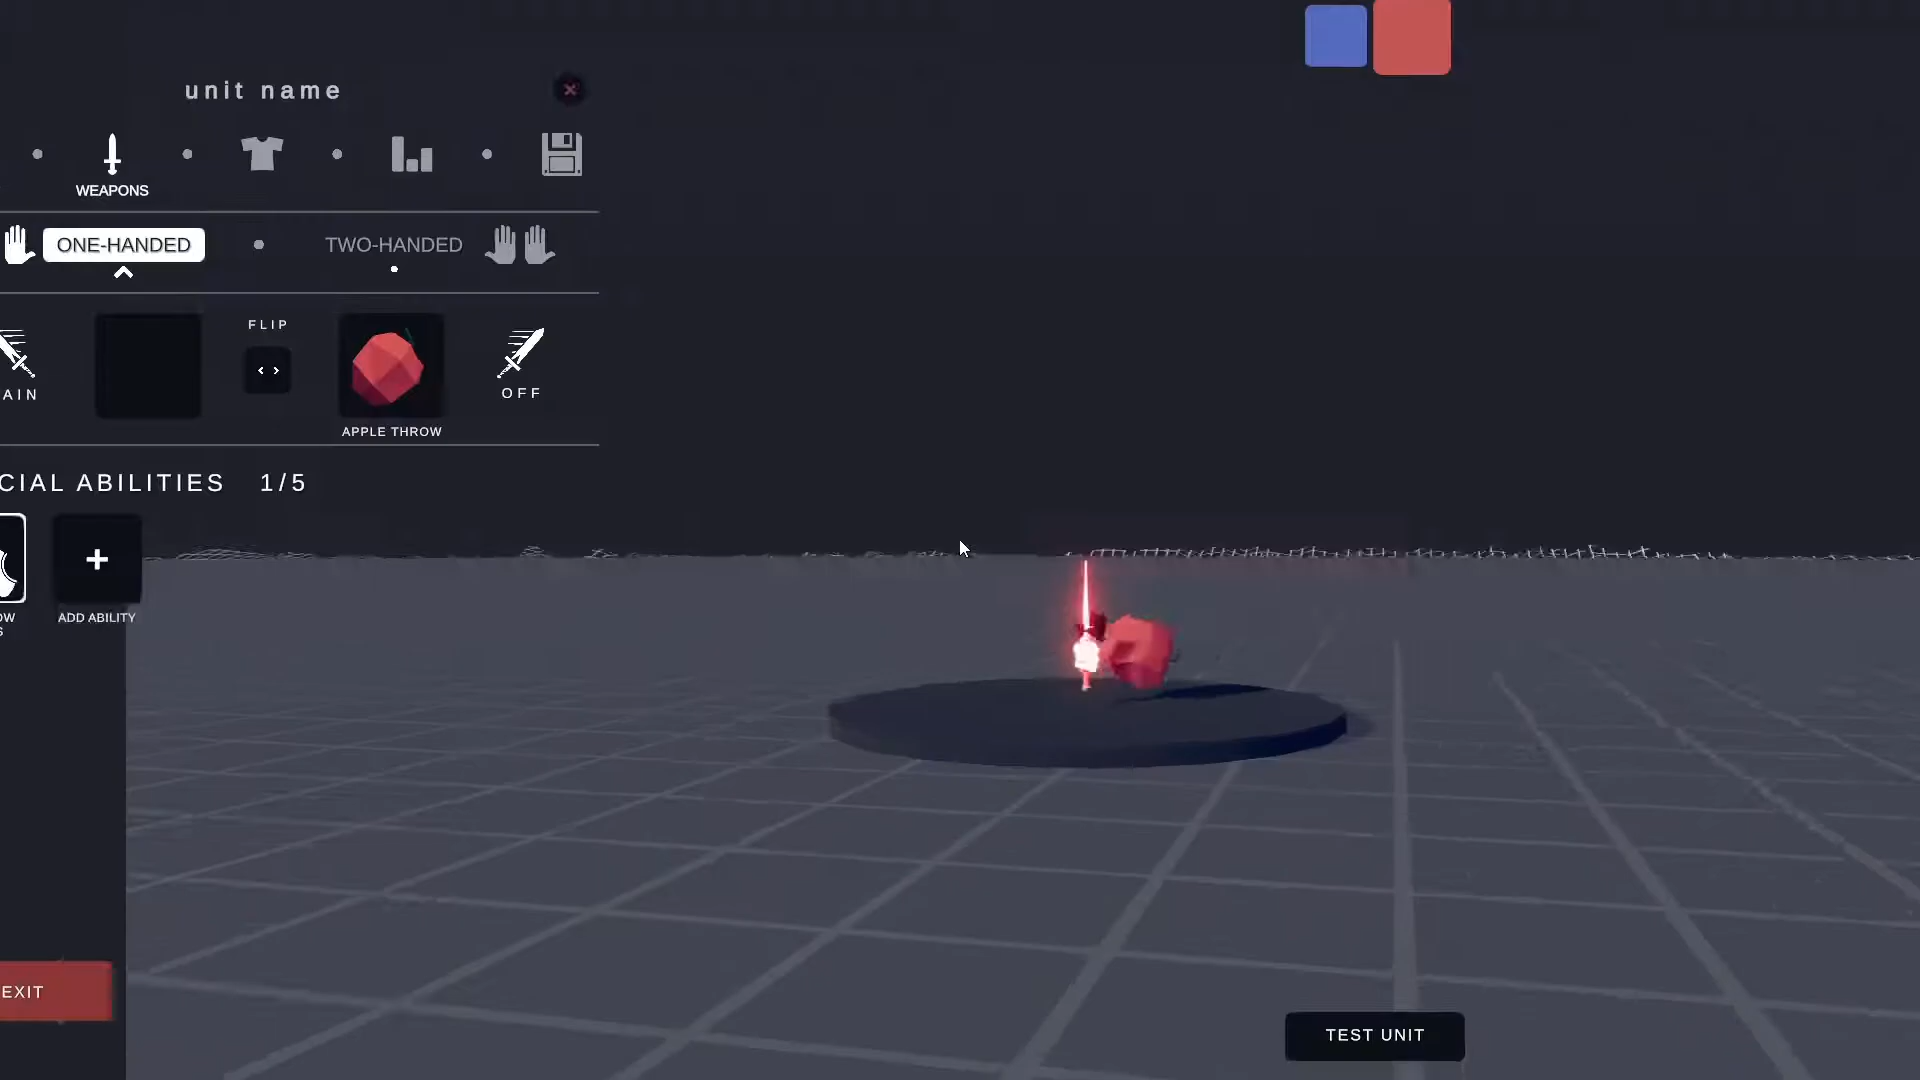 unit name
WEAPONS
ONE-HANDED
TWO-HANDED
FLIP
AIN
OFF
APPLE THROW
CIAL ABILITIES 1/5
+
OW
S
ADD ABILITY
EXIT
TEST UNIT